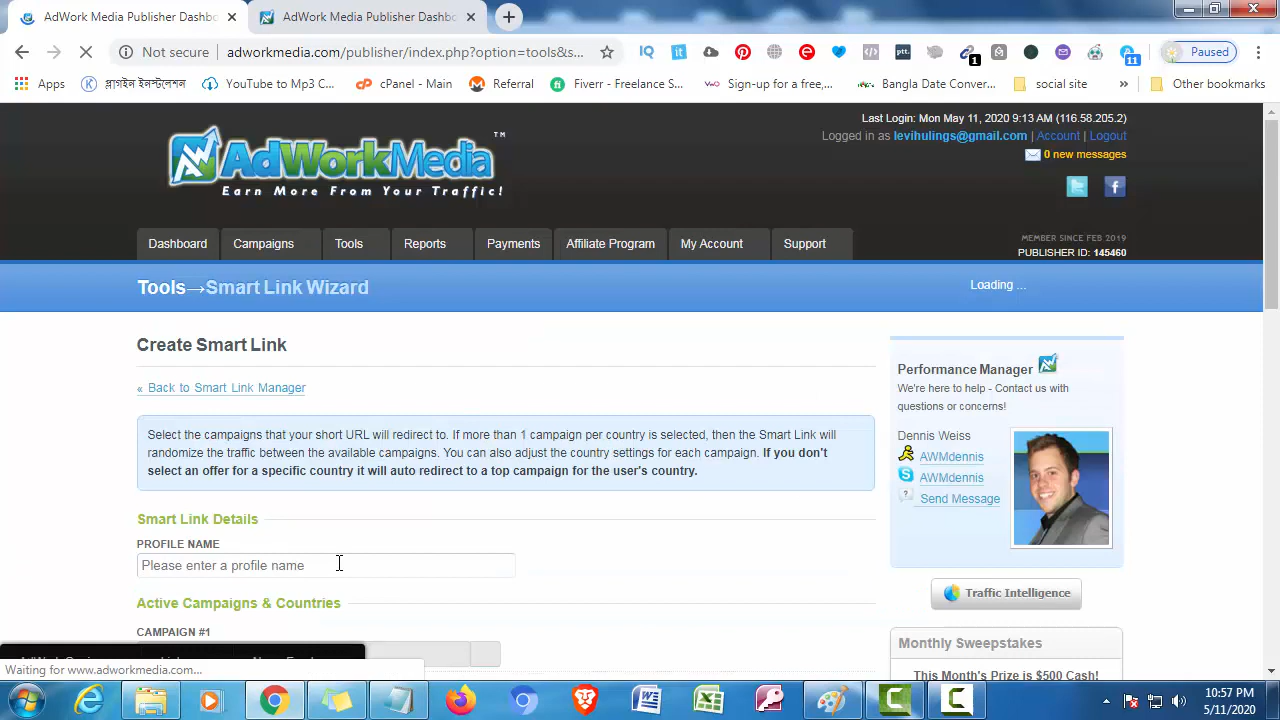 AdWork Media Publisher Dashbo
AdWork Media Publisher Dashbo
Not secure
adworkmedia.com/publisher/index.php?option=tools&s...
ptt.
1
11
Paused
Apps
প্লাগইন ইনস্টলেশন
YouTube to Mp3 C...
cPanel - Main
Referral
Fiverr - Freelance S...
Sign-up for a free,...
Bangla Date Conver...
social site
»
Other bookmarks
AdWorkMedia™
Earn More From Your Traffic!
Last Login: Mon May 11, 2020 9:13 AM (116.58.205.2)
Logged in as levihulings@gmail.com | Account | Logout
0 new messages
Dashboard
Campaigns
Tools
Reports
Payments
Affiliate Program
My Account
Support
MEMBER SINCE FEB 2019
PUBLISHER ID: 145460
Tools→Smart Link Wizard
Loading ...
Create Smart Link
« Back to Smart Link Manager
Select the campaigns that your short URL will redirect to. If more than 1 campaign per country is selected, then the Smart Link will
randomize the traffic between the available campaigns. You can also adjust the country settings for each campaign. If you don't
select an offer for a specific country it will auto redirect to a top campaign for the user's country.
Smart Link Details
PROFILE NAME
Please enter a profile name
Active Campaigns & Countries
CAMPAIGN #1
Performance Manager
We're here to help - Contact us with
questions or concerns!
Dennis Weiss
AWMdennis
AWMdennis
Send Message
Traffic Intelligence
Monthly Sweepstakes
This Month's Prize is $500 Cash!
Waiting for www.adworkmedia.com...
10:57 PM
5/11/2020